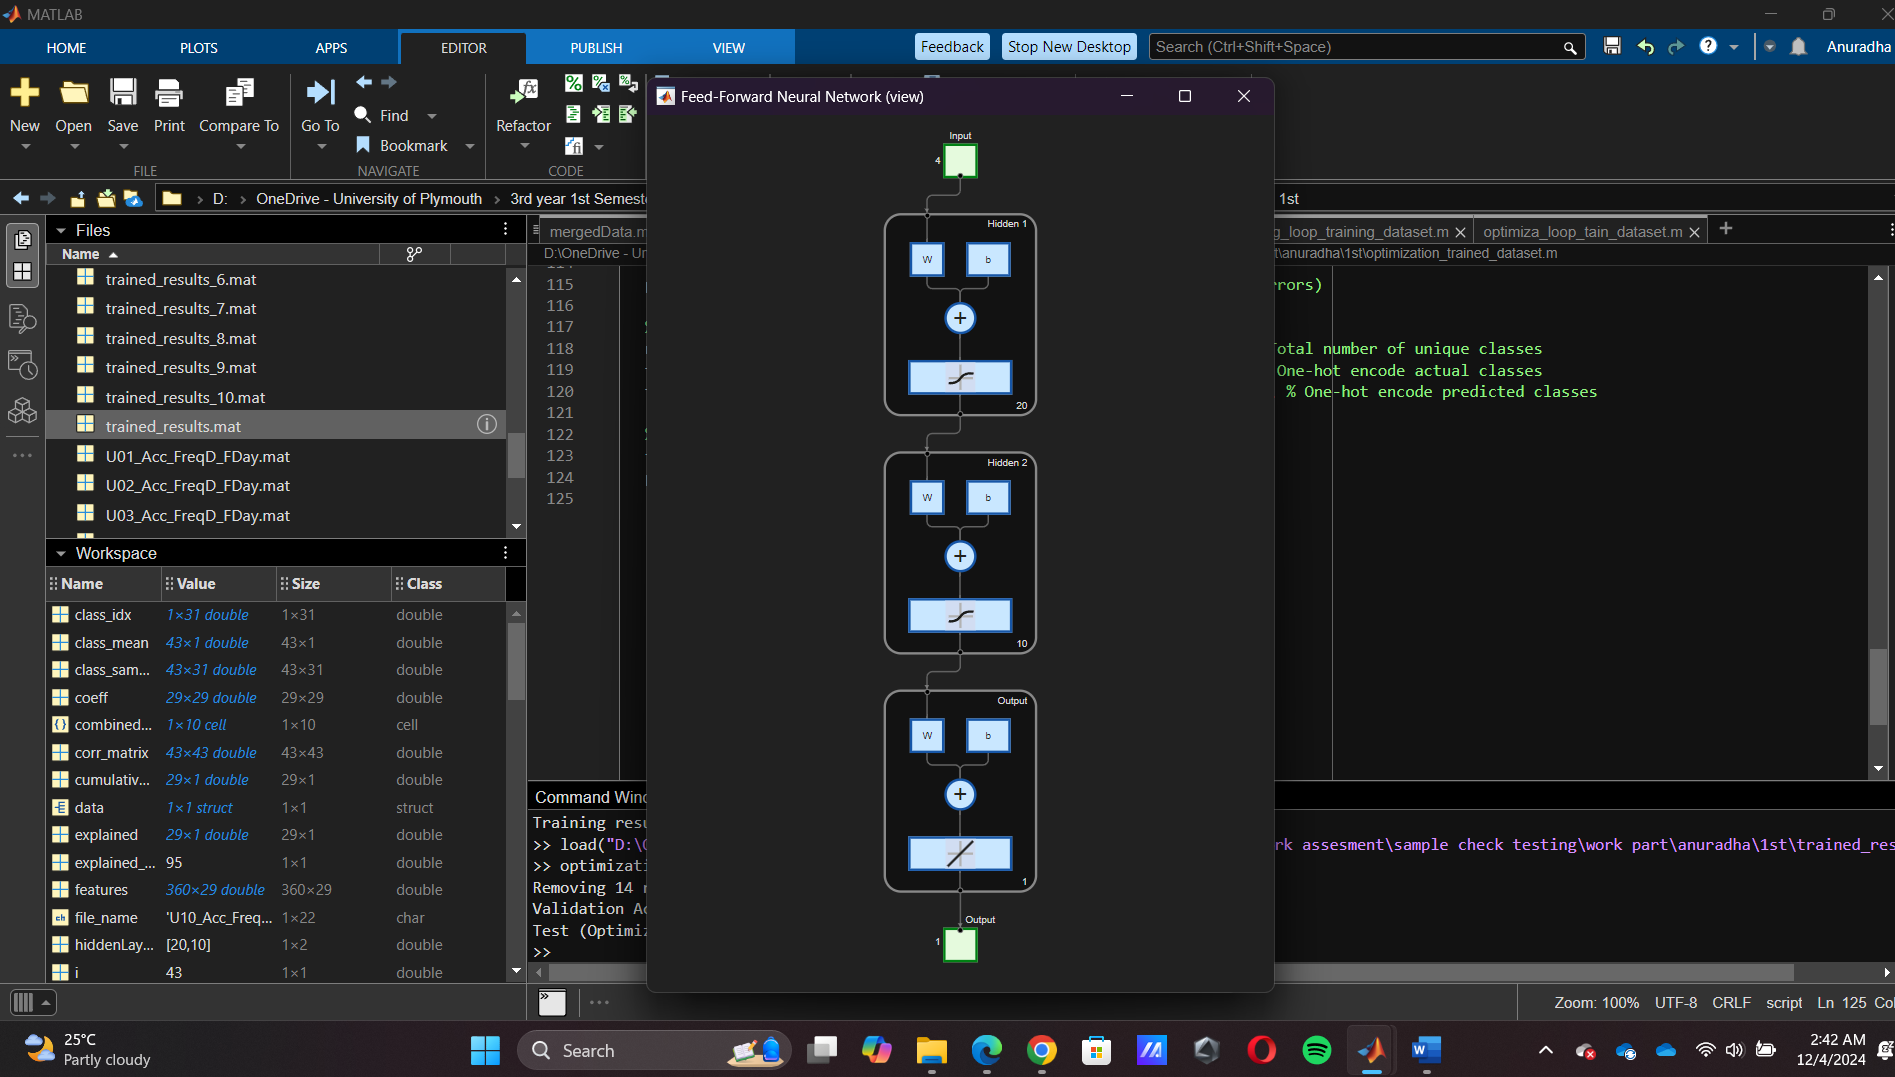 MATLAB
HOME
PLOTS
APPS
EDITOR
PUBLISH
VIEW
Feedback
Stop New Desktop
Search (Ctrl+Shift+Space)
Anuradha
New
Open
Save
Print
Compare To
Go To
Find
Bookmark
Refactor
FILE
NAVIGATE
CODE
D: › OneDrive - University of Plymouth › 3rd year 1st Semest
1st
Files
Name
trained_results_6.mat
trained_results_7.mat
trained_results_8.mat
trained_results_9.mat
trained_results_10.mat
trained_results.mat
U01_Acc_FreqD_FDay.mat
U02_Acc_FreqD_FDay.mat
U03_Acc_FreqD_FDay.mat
Workspace
Name Value Size Class
class_idx 1×31 double 1×31 double
class_mean 43×1 double 43×1 double
class_sam... 43×31 double 43×31 double
coeff 29×29 double 29×29 double
combined... 1×10 cell 1×10 cell
corr_matrix 43×43 double 43×43 double
cumulativ... 29×1 double 29×1 double
data 1×1 struct 1×1 struct
explained 29×1 double 29×1 double
explained_... 95 1×1 double
features 360×29 double 360×29 double
file_name 'U10_Acc_Freq... 1×22 char
hiddenLay... [20,10] 1×2 double
i 43 1×1 double
mergedData.m
g_loop_training_dataset.m
optimiza_loop_tain_dataset.m
D:\OneDrive - Ur
t\anuradha\1st\optimization_trained_dataset.m
115
116
117
118
119
120
121
122
123
124
125
rrors)
otal number of unique classes
One-hot encode actual classes
% One-hot encode predicted classes
Feed-Forward Neural Network (view)
Input
4
Hidden 1
W b
+
20
Hidden 2
W b
+
10
Output
W b
+
1
Output
1
Command Wind
Training resu
>> load("D:\O
rk assesment\sample check testing\work part\anuradha\1st\trained_res
>> optimizati
Removing 14 r
Validation Ac
Test (Optimiz
>>
Zoom: 100% UTF-8 CRLF script Ln 125 Col
25°C
Partly cloudy
Search
2:42 AM
12/4/2024